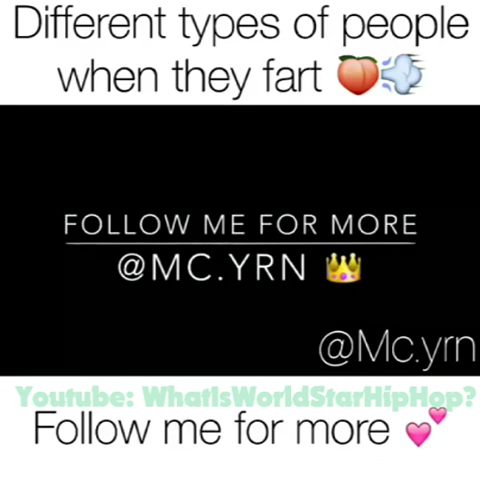 Different types of people
when they fart 🍑💨
FOLLOW ME FOR MORE
@MC.YRN 👑
@Mc.yrn
Youtube: WhatIsWorldStarHipHop?
Follow me for more 💕